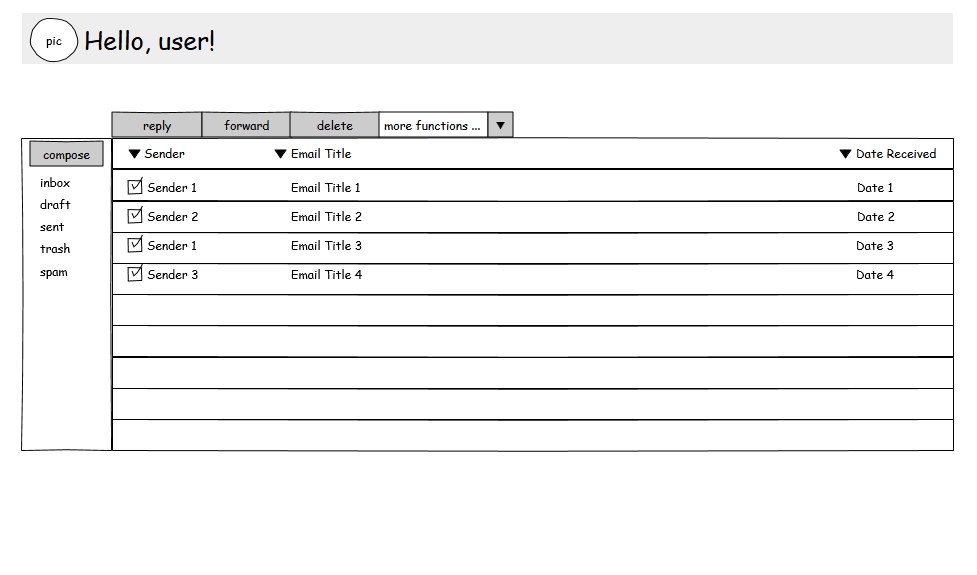 pic Hello, user!
reply forward delete more functions ...
compose Sender Email Title Date Received
inbox
draft
sent
trash
spam
Sender 1 Email Title 1 Date 1
Sender 2 Email Title 2 Date 2
Sender 1 Email Title 3 Date 3
Sender 3 Email Title 4 Date 4